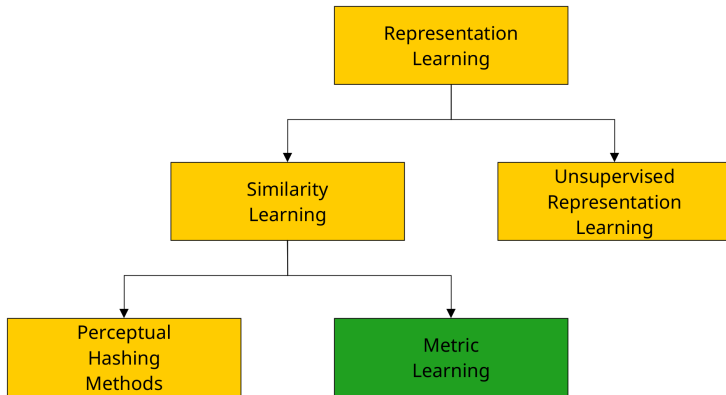 Representation
Learning
Similarity
Learning
Unsupervised
Representation
Learning
Perceptual
Hashing
Methods
Metric
Learning